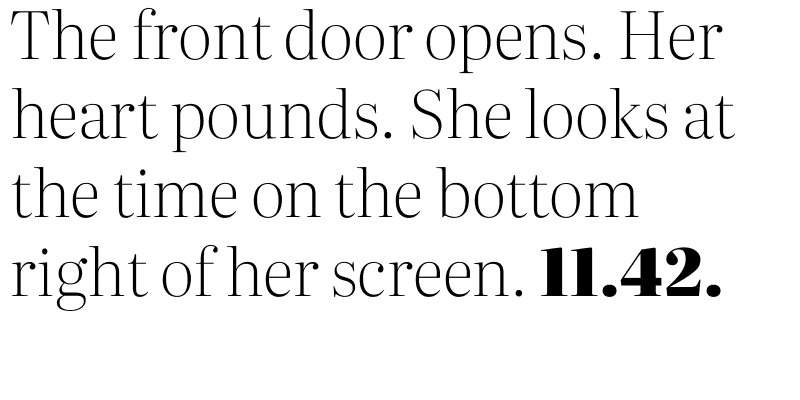 The front door opens. Her
heart pounds. She looks at
the time on the bottom
right of her screen. 11.42.